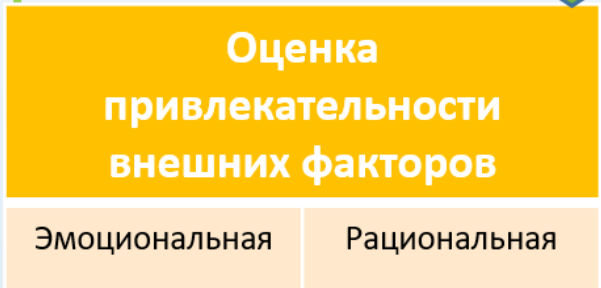 Оценка
привлекательности
внешних факторов
Эмоциональная Рациональная